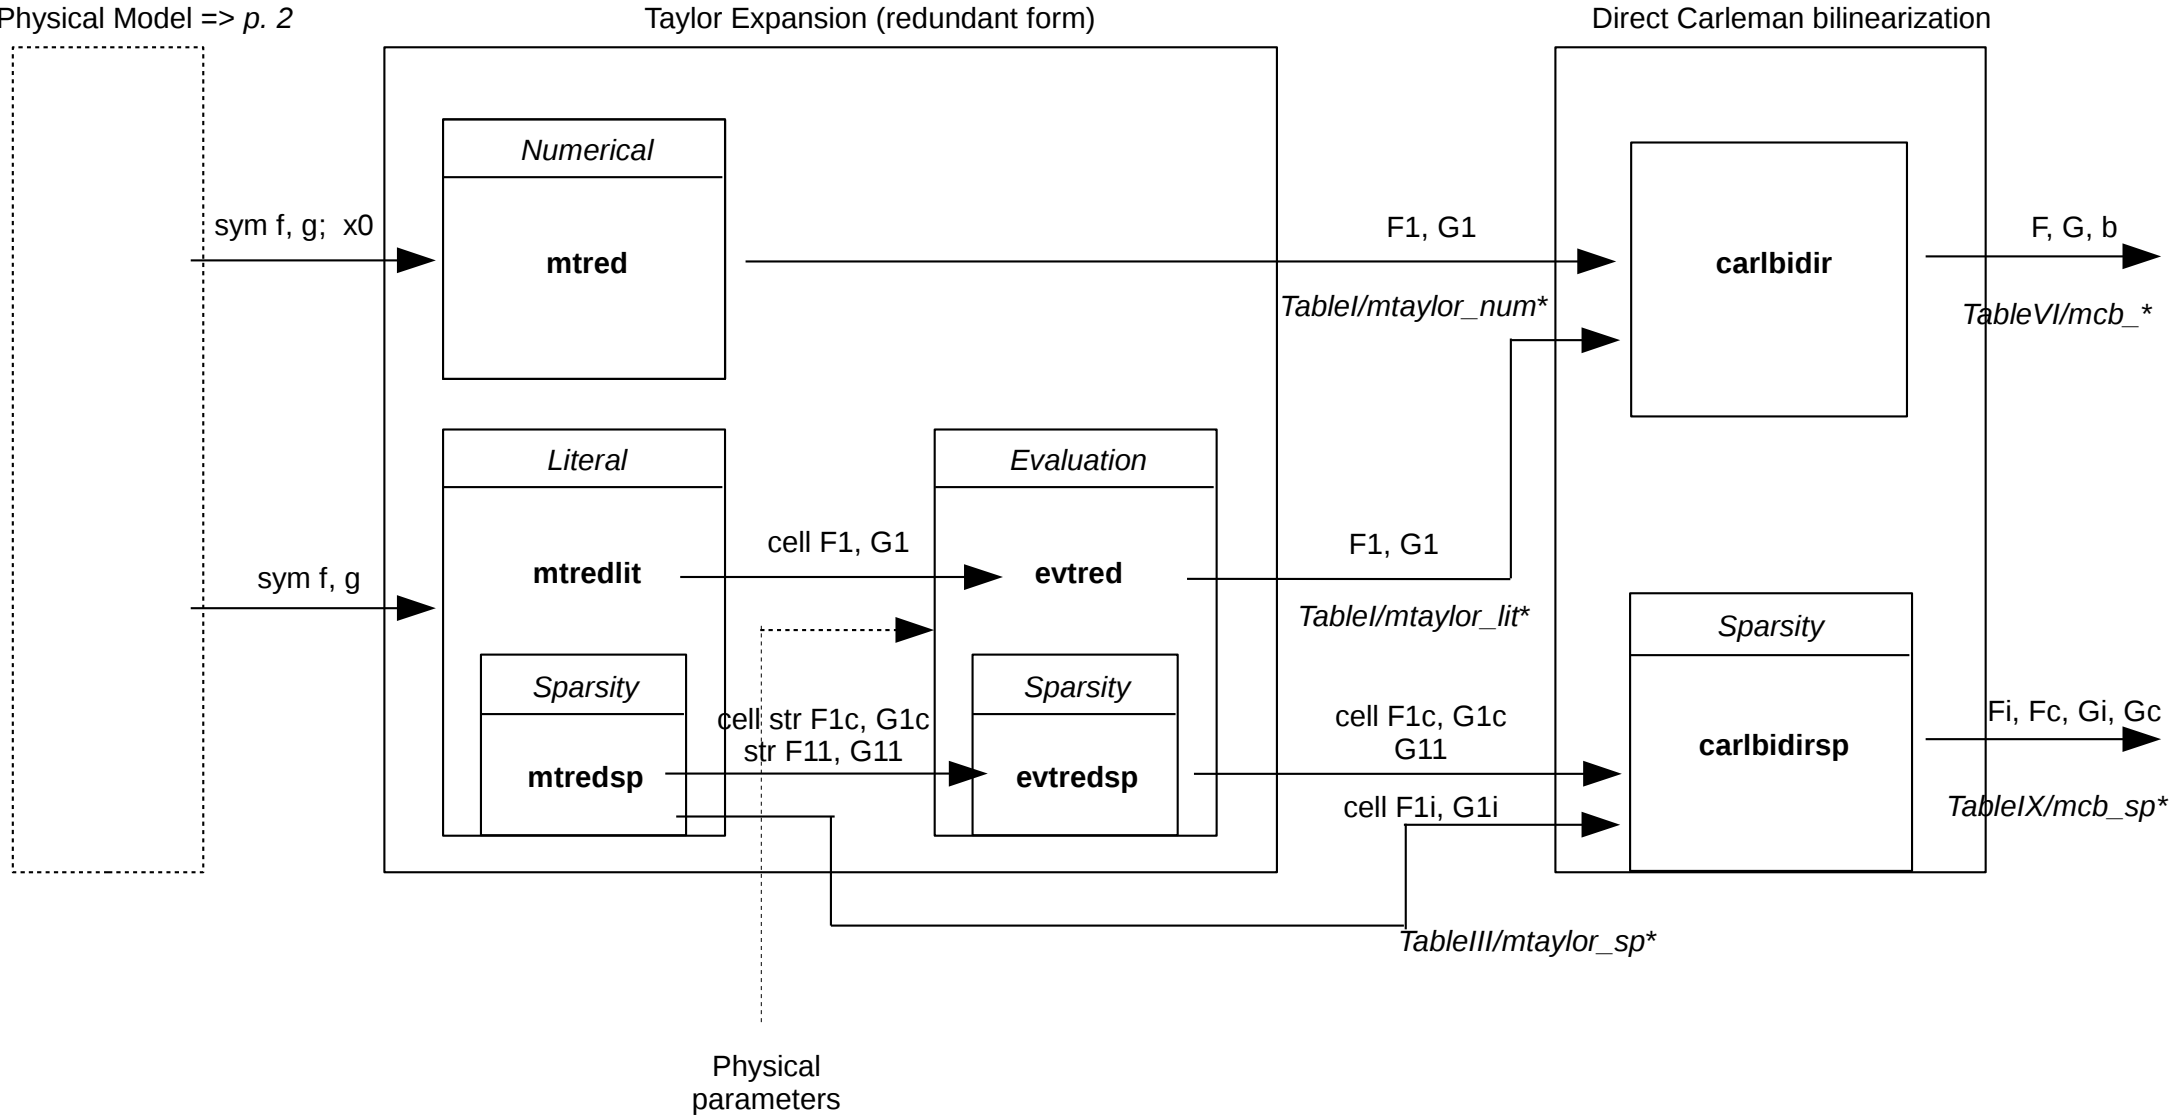 Physical Model => p. 2
Taylor Expansion (redundant form)
Direct Carleman bilinearization
Numerical
sym f, g;  x0
mtred
F1, G1
TableI/mtaylor_num*
carlbidir
F, G, b
TableVI/mcb_*
Literal
Evaluation
sym f, g
mtredlit
cell F1, G1
evtred
F1, G1
TableI/mtaylor_lit*
Sparsity
Sparsity
Sparsity
cell str F1c, G1c
str F11, G11
mtredsp
evtredsp
cell F1c, G1c
G11
cell F1i, G1i
carlbidirsp
Fi, Fc, Gi, Gc
TableIX/mcb_sp*
TableIII/mtaylor_sp*
Physical
parameters